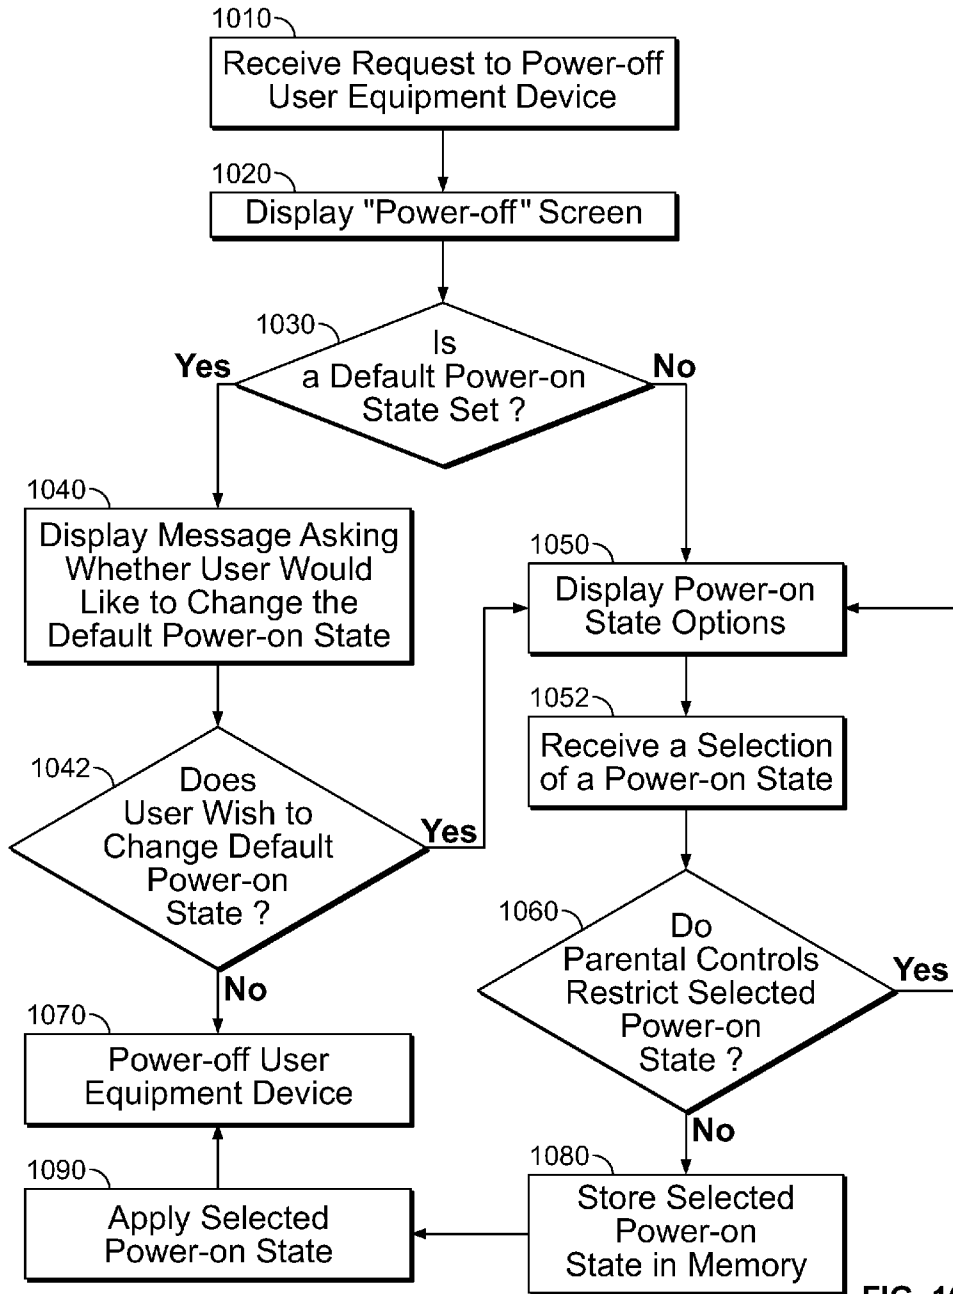 1010
Receive Request to Power-off
User Equipment Device
1020
Display "Power-off" Screen
1030
Is
a Default Power-on
State Set ?
Yes
No
1040
Display Message Asking
Whether User Would
Like to Change the
Default Power-on State
1050
Display Power-on
State Options
1052
Receive a Selection
of a Power-on State
1042
Does
User Wish to
Change Default
Power-on
State ?
Yes
No
1060
Do
Parental Controls
Restrict Selected
Power-on
State ?
Yes
No
1070
Power-off User
Equipment Device
1080
Store Selected
Power-on
State in Memory
1090
Apply Selected
Power-on State
FIG.